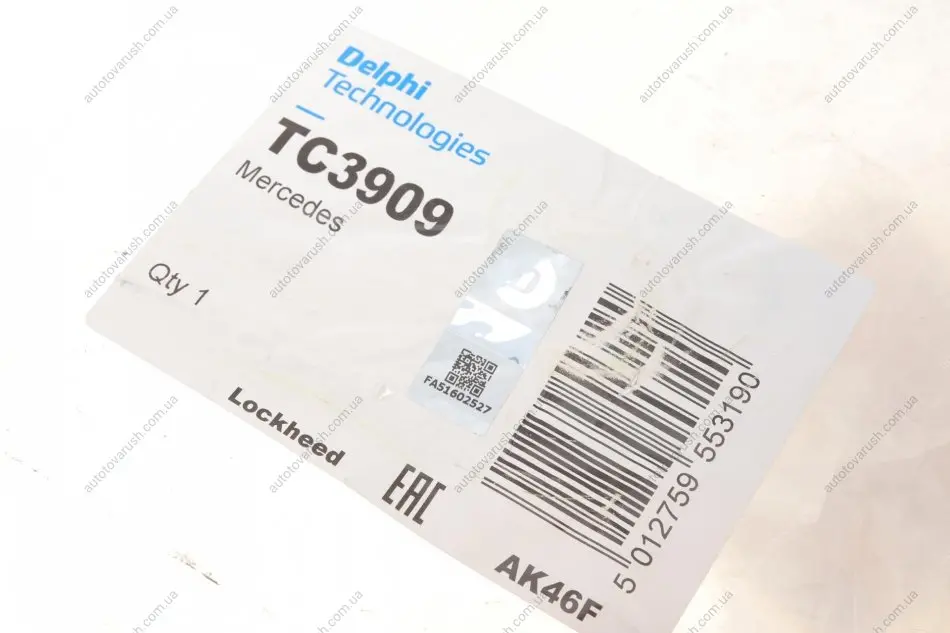 Delphi
Technologies
TC3909
Mercedes
Qty 1
FA51602527
Lockheed
EAC
5 012759 553190
AK46F
autotovarush.com.ua